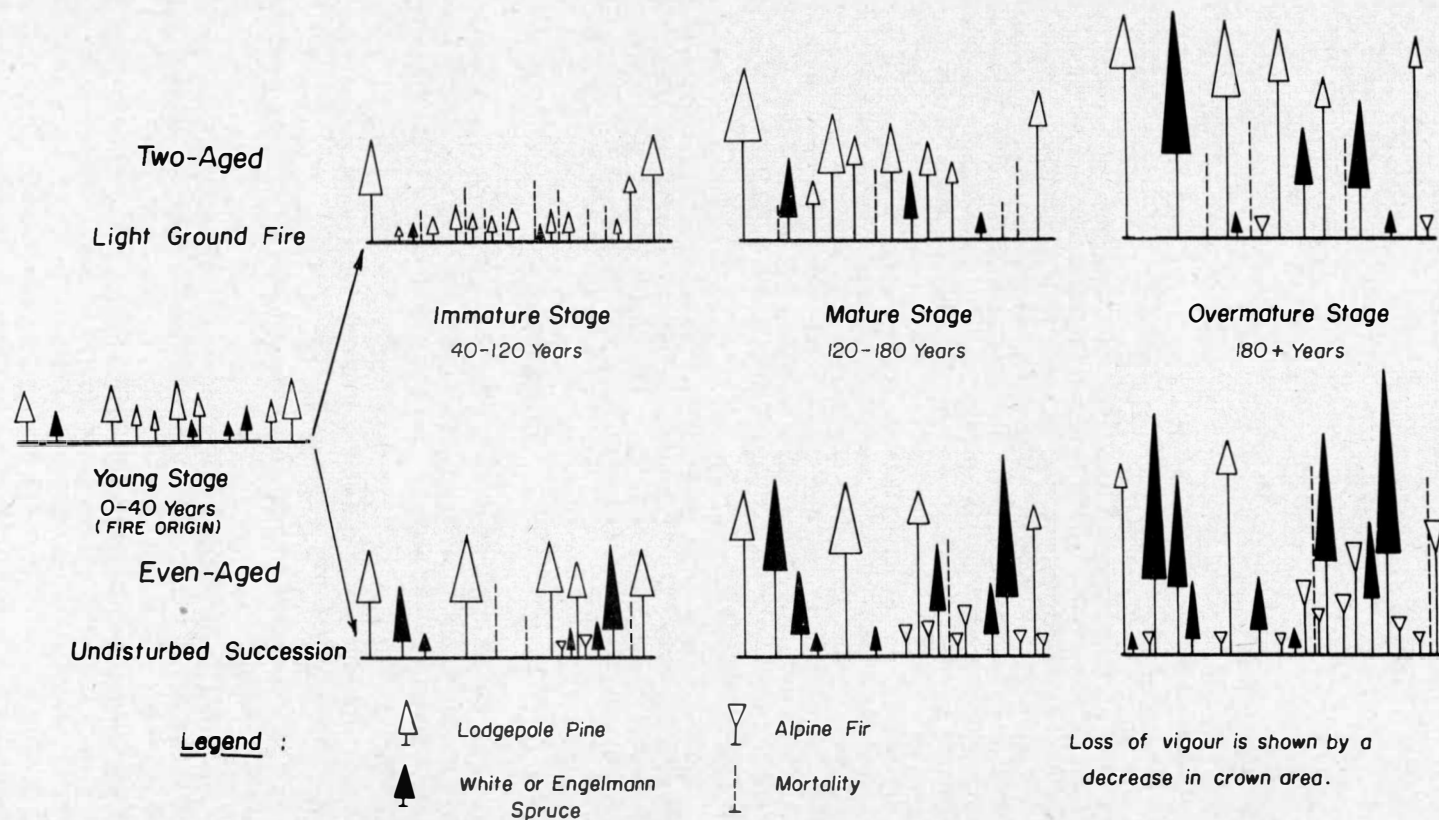 Two-Aged
Light Ground Fire
Immature Stage
40-120 Years
Mature Stage
120-180 Years
Overmature Stage
180+ Years
Young Stage
0-40 Years
(FIRE ORIGIN)
Even-Aged
Undisturbed Succession
Legend :
Lodgepole Pine
White or Engelmann
Spruce
Alpine Fir
Mortality
Loss of vigour is shown by a
decrease in crown area.